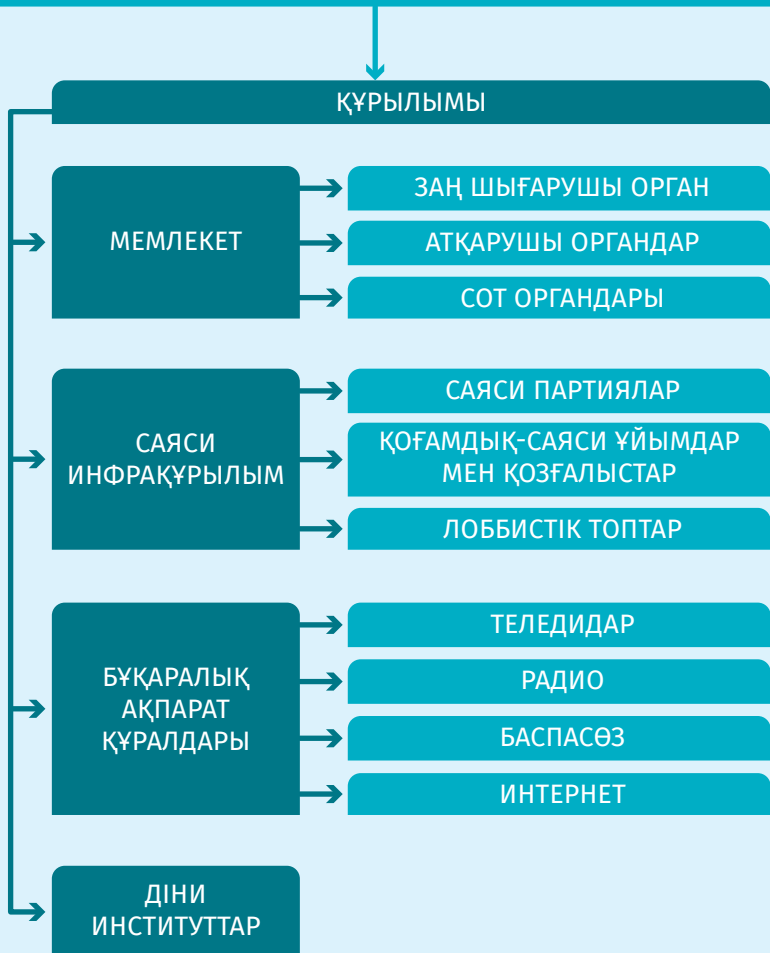 ҚҰРЫЛЫМЫ
МЕМЛЕКЕТ
ЗАҢ ШЫҒАРУШЫ ОРГАН
АТҚАРУШЫ ОРГАНДАР
СОТ ОРГАНДАРЫ
САЯСИ
ИНФРАҚҰРЫЛЫМ
САЯСИ ПАРТИЯЛАР
ҚОҒАМДЫҚ-САЯСИ ҰЙЫМДАР
МЕН ҚОЗҒАЛЫСТАР
ЛОББИСТІК ТОПТАР
БҰҚАРАЛЫҚ
АҚПАРАТ
ҚҰРАЛДАРЫ
ТЕЛЕДИДАР
РАДИО
БАСПАСӨЗ
ИНТЕРНЕТ
ДІНИ
ИНСТИТУТТАР